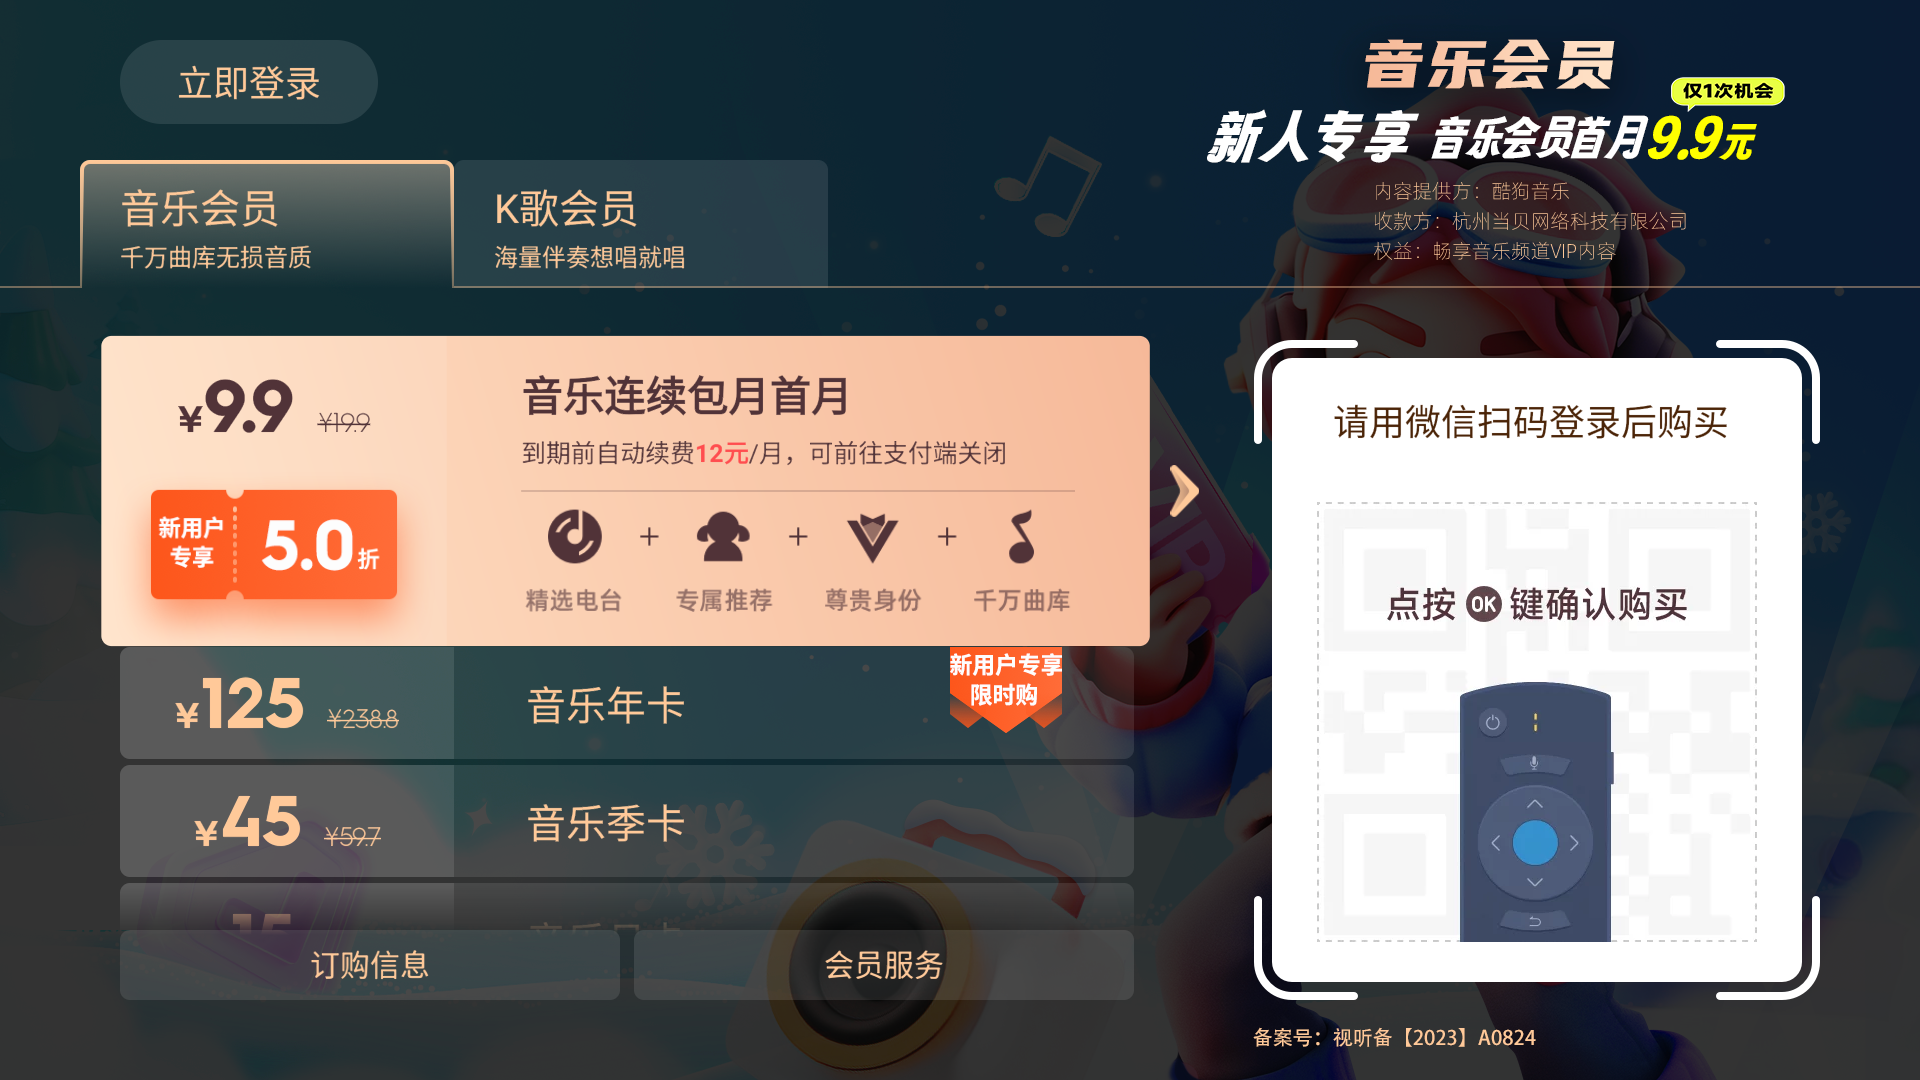 立即登录
音乐会员
仅1次机会
新人专享 音乐会员首月9.9元
内容提供方：酷狗音乐
收款方：杭州当贝网络科技有限公司
权益：畅享音乐频道VIP内容
音乐会员
千万曲库无损音质
K歌会员
海量伴奏想唱就唱
¥9.9 ¥19.9
新用户
专享
5.0折
音乐连续包月首月
到期前自动续费12元/月，可前往支付端关闭
精选电台 + 专属推荐 + 尊贵身份 + 千万曲库
¥125 ¥238.8
音乐年卡
新用户专享
限时购
¥45 ¥59.7
音乐季卡
订购信息
会员服务
请用微信扫码登录后购买
点按 OK 键确认购买
备案号：视听备【2023】A0824